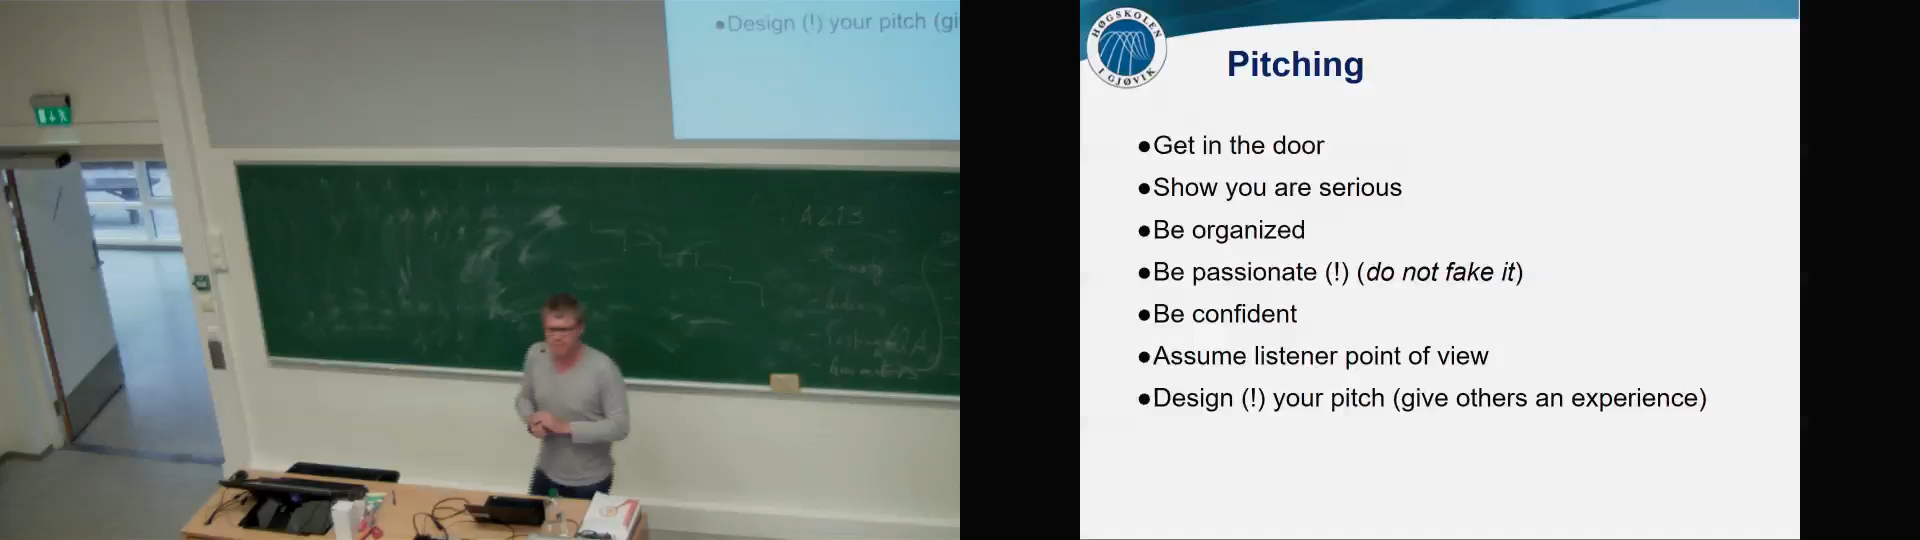 ●Design (!) your pitch (gi
A213
HØGSKOLEN
I GJØVIK
Pitching
●Get in the door
●Show you are serious
●Be organized
●Be passionate (!) (do not fake it)
●Be confident
●Assume listener point of view
●Design (!) your pitch (give others an experience)